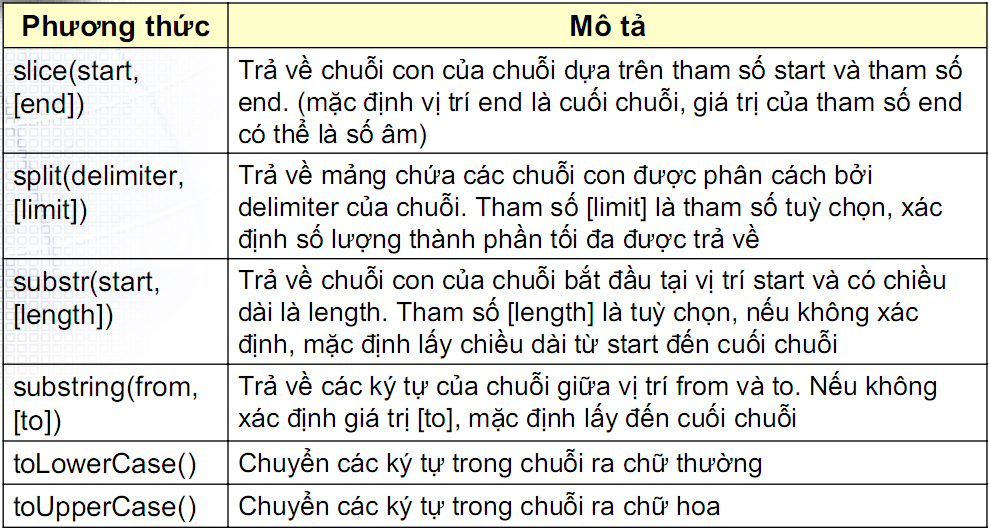 Phương thức
Mô tả
slice(start,
[end])
Trả về chuỗi con của chuỗi dựa trên tham số start và tham số
end. (mặc định vị trí end là cuối chuỗi, giá trị của tham số end
có thể là số âm)
split(delimiter,
[limit])
Trả về mảng chứa các chuỗi con được phân cách bởi
delimiter của chuỗi. Tham số [limit] là tham số tuỳ chọn, xác
định số lượng thành phần tối đa được trả về
substr(start,
[length])
Trả về chuỗi con của chuỗi bắt đầu tại vị trí start và có chiều
dài là length. Tham số [length] là tuỳ chọn, nếu không xác
định, mặc định lấy chiều dài từ start đến cuối chuỗi
substring(from,
[to])
Trả về các ký tự của chuỗi giữa vị trí from và to. Nếu không
xác định giá trị [to], mặc định lấy đến cuối chuỗi
toLowerCase()
Chuyển các ký tự trong chuỗi ra chữ thường
toUpperCase()
Chuyển các ký tự trong chuỗi ra chữ hoa